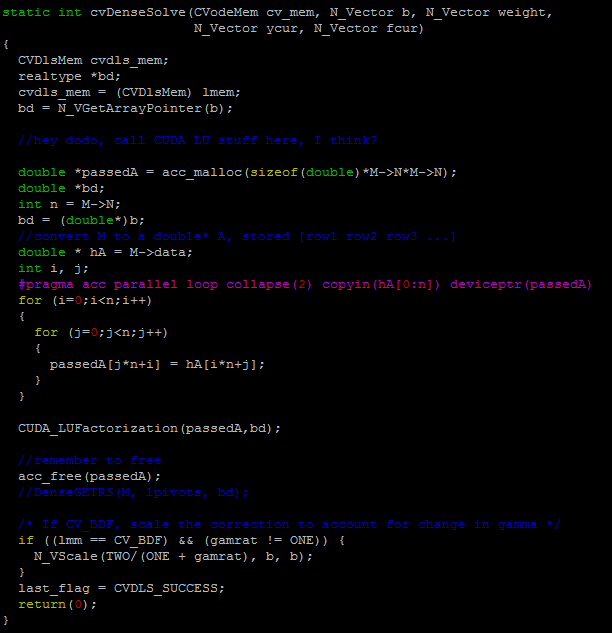 static int cvDenseSolve(CVodeMem cv_mem, N_Vector b, N_Vector weight,
                        N_Vector ycur, N_Vector fcur)
{
  CVDlsMem cvdls_mem;
  realtype *bd;
  cvdls_mem = (CVDlsMem) lmem;
  bd = N_VGetArrayPointer(b);

  //hey dodo, call CUDA LU stuff here, I think?

  double *passedA = acc_malloc(sizeof(double)*M->N*M->N);
  double *bd;
  int n = M->N;
  bd = (double*)b;
  //convert M to a double* A, stored [row1 row2 row3 ...]
  double * hA = M->data;
  int i, j;
  #pragma acc parallel loop collapse(2) copyin(hA[0:n]) deviceptr(passedA)
  for (i=0;i<n;i++)
  {
    for (j=0;j<n;j++)
    {
      passedA[j*n+i] = hA[i*n+j];
    }
  }

  CUDA_LUFactorization(passedA,bd);

  //remember to free
  acc_free(passedA);
  //DenseGETRS(M, lpivots, bd);

  /* If CV_BDF, scale the correction to account for change in gamma */
  if ((lmm == CV_BDF) && (gamrat != ONE)) {
    N_VScale(TWO/(ONE + gamrat), b, b);
  }
  last_flag = CVDLS_SUCCESS;
  return(0);
}